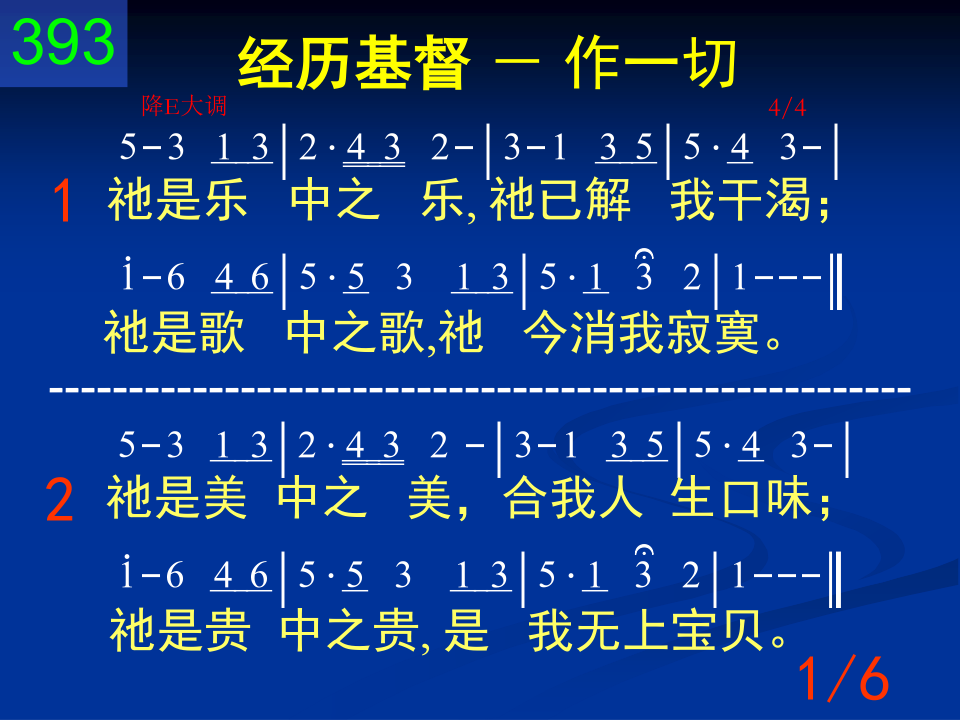 393
经历基督 － 作一切
降E大调 4/4
5-3 1 3|2·4 3 2-|3-1 3 5|5·4 3-|
1 祂是乐 中之 乐, 祂已解 我干渴；
i-6 4 6|5·5 3 1 3|5·1 3 2|1---‖
祂是歌 中之歌,祂 今消我寂寞。
------------------------------------------------------
5-3 1 3|2·4 3 2 -|3-1 3 5|5·4 3-|
2 祂是美 中之 美，合我人 生口味；
i-6 4 6|5·5 3 1 3|5·1 3 2|1---‖
祂是贵 中之贵, 是 我无上宝贝。
1/6